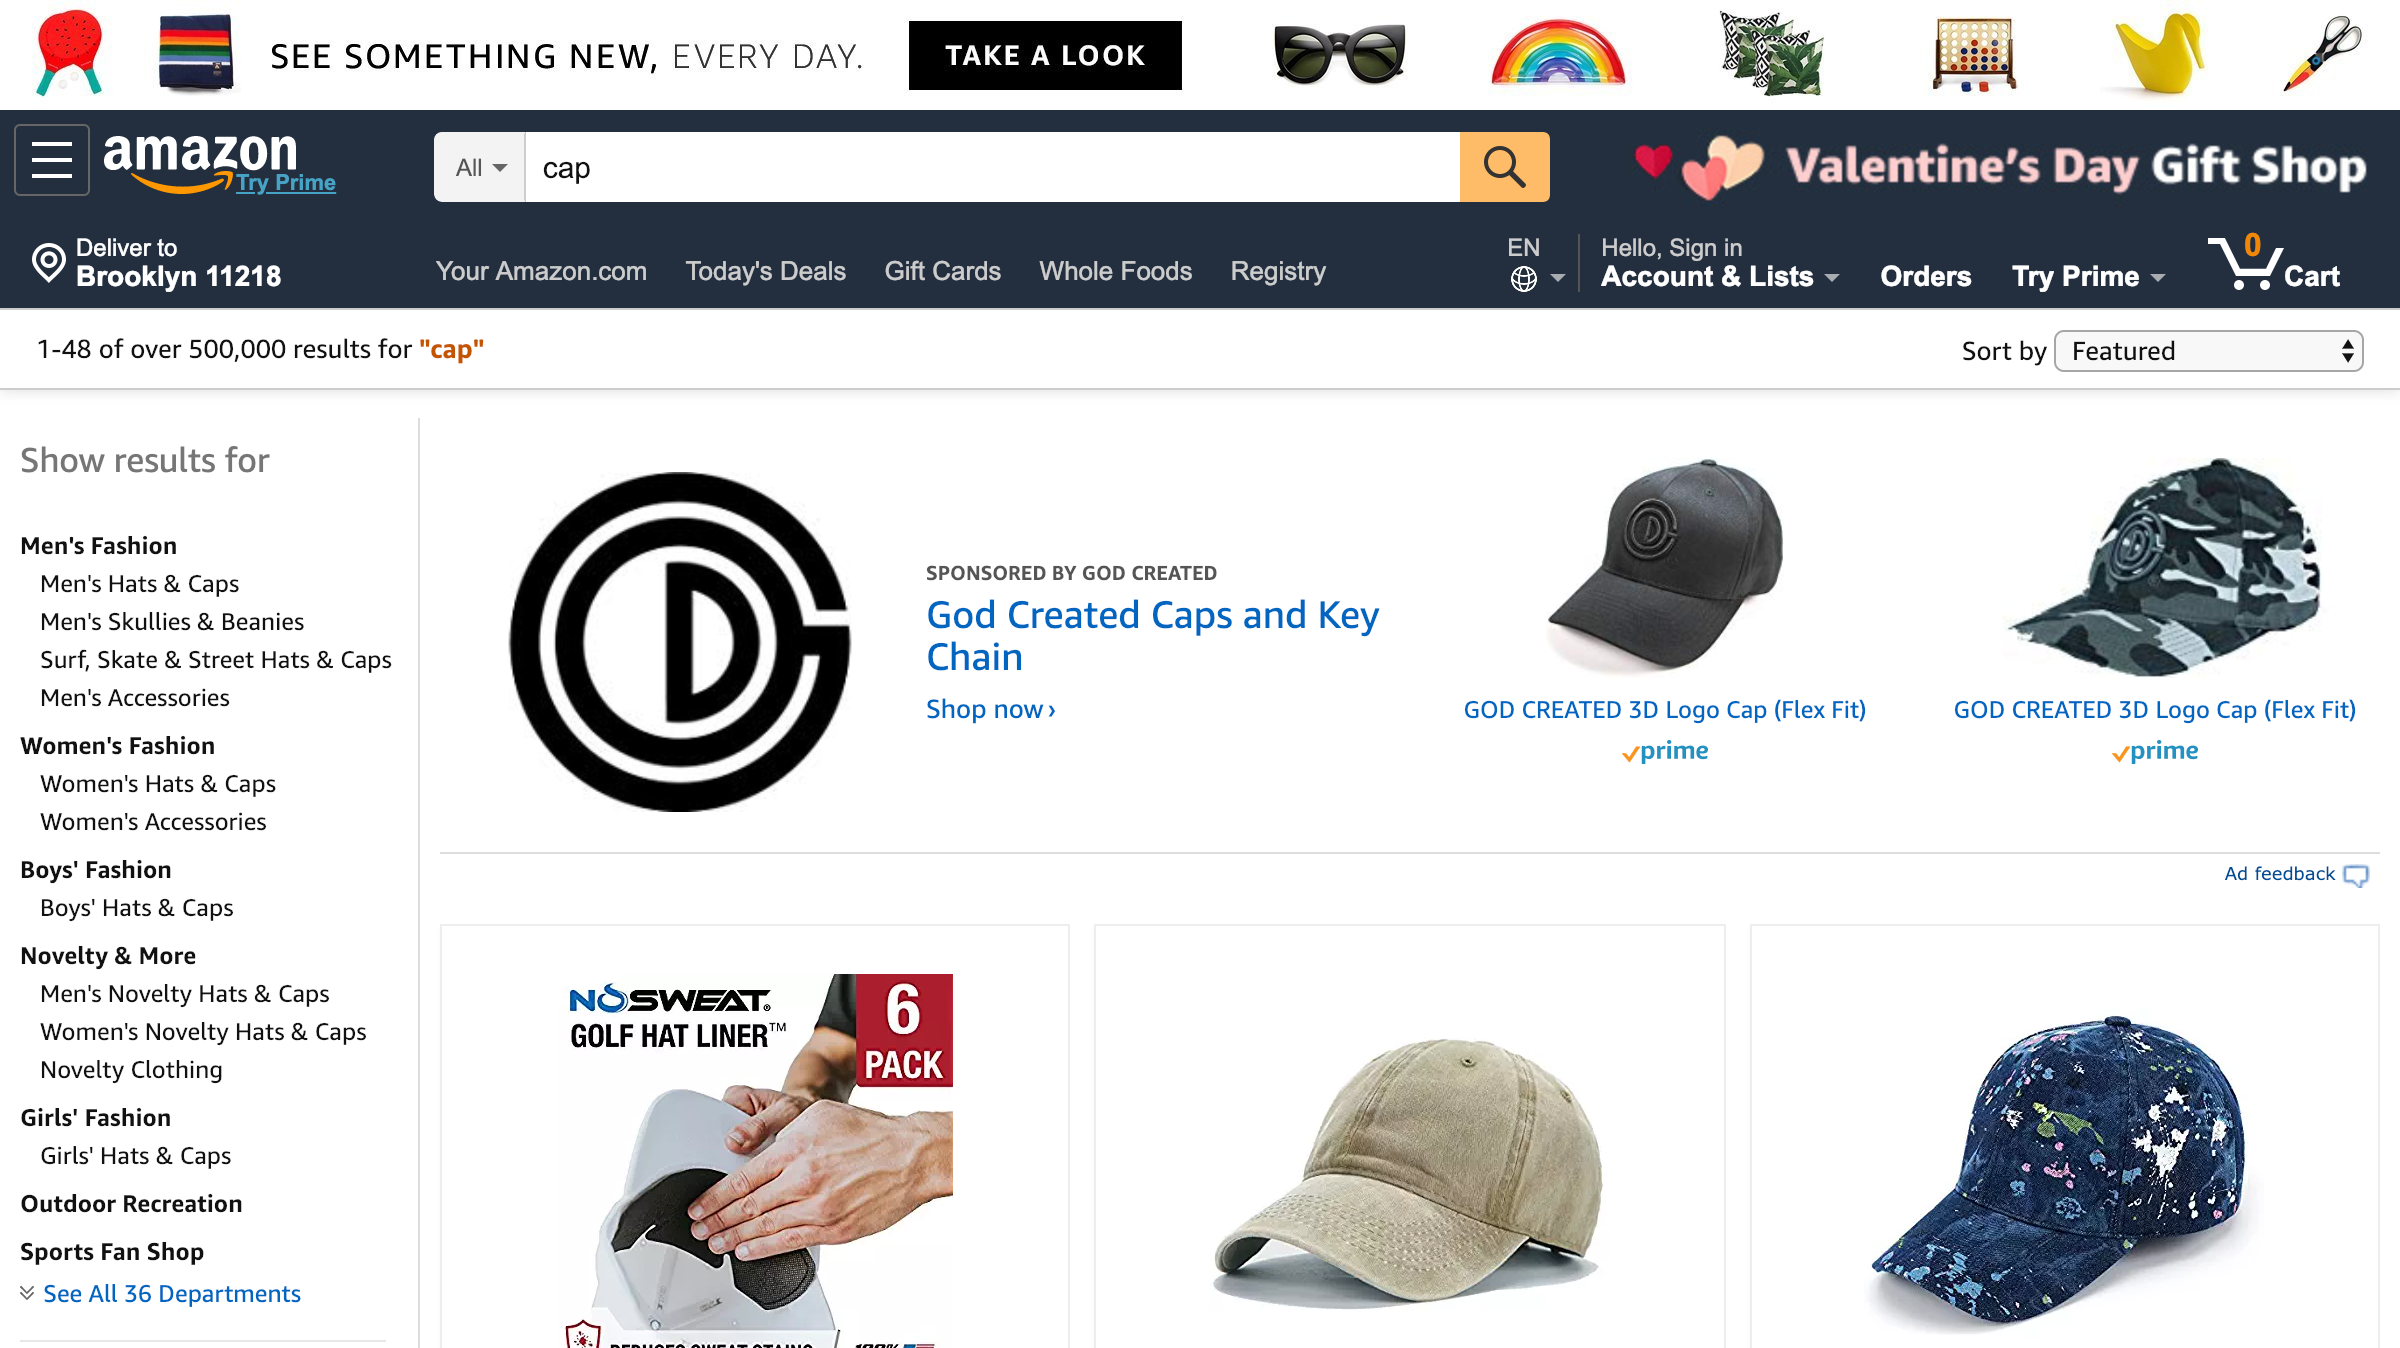 SEE SOMETHING NEW, EVERY DAY.
TAKE A LOOK
amazon
Try Prime
All
cap
Valentine's Day Gift Shop
Deliver to
Brooklyn 11218
Your Amazon.com
Today's Deals
Gift Cards
Whole Foods
Registry
EN
Hello, Sign in
Account & Lists
Orders
Try Prime
0
Cart
1-48 of over 500,000 results for "cap"
Sort by
Featured
Show results for
Men's Fashion
Men's Hats & Caps
Men's Skullies & Beanies
Surf, Skate & Street Hats & Caps
Men's Accessories
Women's Fashion
Women's Hats & Caps
Women's Accessories
Boys' Fashion
Boys' Hats & Caps
Novelty & More
Men's Novelty Hats & Caps
Women's Novelty Hats & Caps
Novelty Clothing
Girls' Fashion
Girls' Hats & Caps
Outdoor Recreation
Sports Fan Shop
See All 36 Departments
SPONSORED BY GOD CREATED
God Created Caps and Key
Chain
Shop now ›
GOD CREATED 3D Logo Cap (Flex Fit)
prime
GOD CREATED 3D Logo Cap (Flex Fit)
prime
Ad feedback
NOSWEAT®
GOLF HAT LINER™
6
PACK
REDUCES SWEAT STAINS
100%